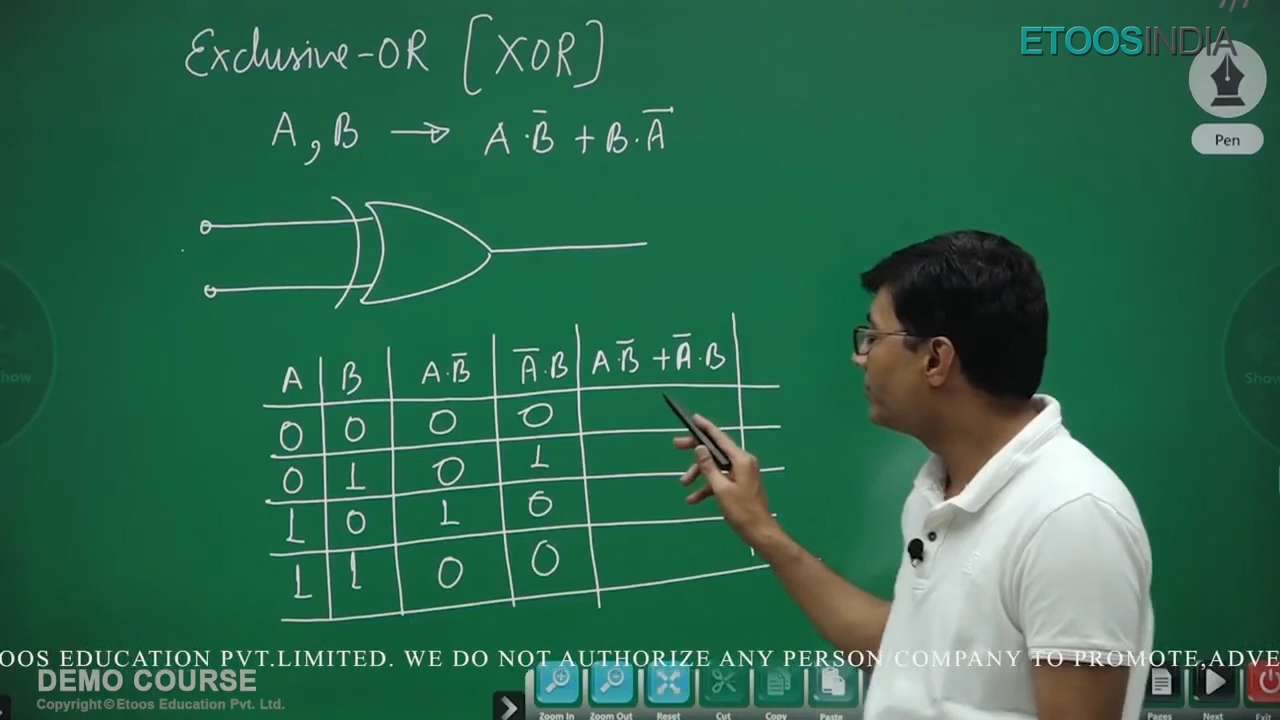 ETOOSINDIA
Exclusive-OR [XOR]
Pen
A, B → A·B̅ + B·A̅
A B A·B̅ A̅·B A·B̅ + A̅·B
0 0 0 0
0 1 0 1
1 0 1 0
1 1 0 0
OOS EDUCATION PVT.LIMITED. WE DO NOT AUTHORIZE ANY PERSON/COMPANY TO PROMOTE,ADVE
DEMO COURSE
Copyright©Etoos Education Pvt. Ltd.
Zoom In Zoom Out Reset Cut Copy Paste Pages Next Exit